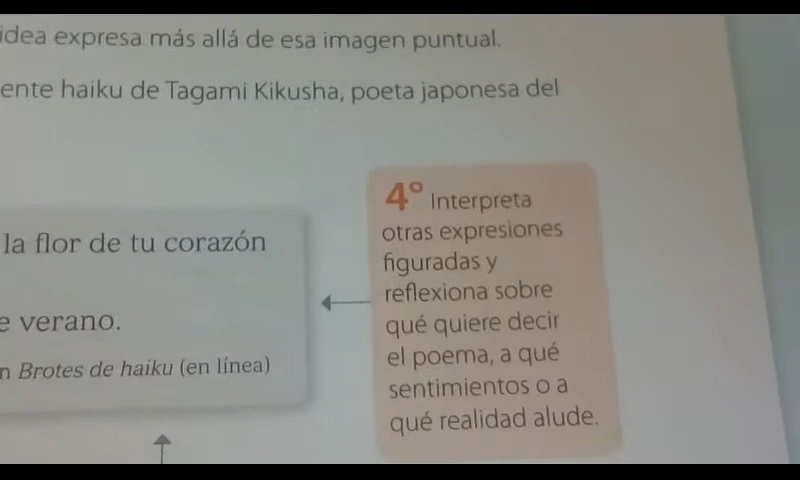 idea expresa más allá de esa imagen puntual.
ente haiku de Tagami Kikusha, poeta japonesa del
la flor de tu corazón
e verano.
n Brotes de haiku (en línea)
4° Interpreta
otras expresiones
figuradas y
reflexiona sobre
qué quiere decir
el poema, a qué
sentimientos o a
qué realidad alude.